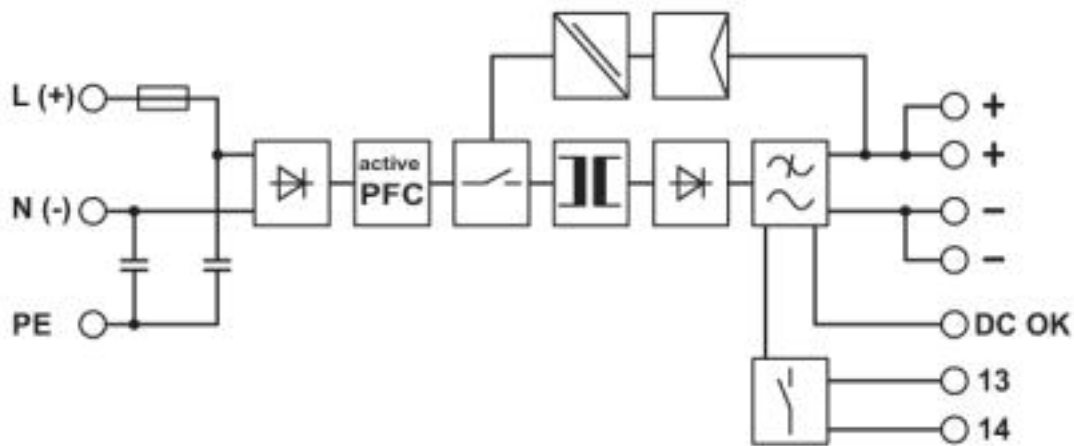 L (+)
+
active
PFC
+
N (-)
-
-
PE
DC OK
13
14